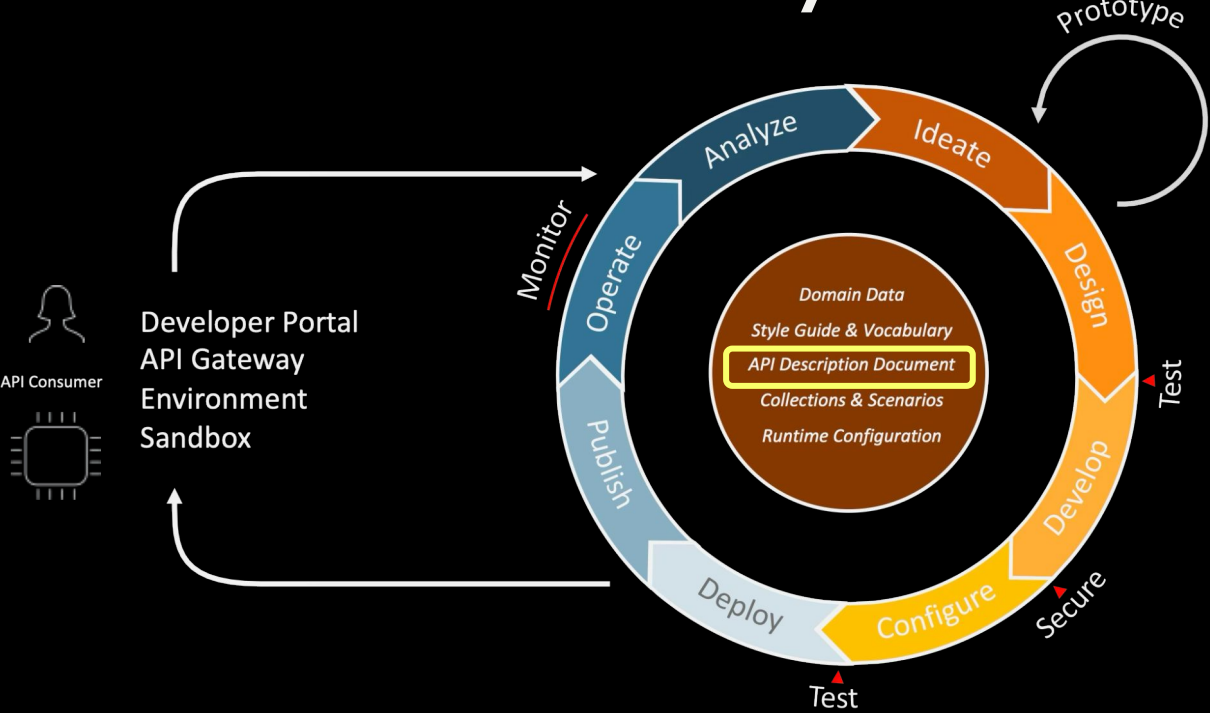 Prototype
Analyze
Ideate
Design
Develop
Configure
Deploy
Publish
Operate
Monitor
Test
Secure
Test
Domain Data
Style Guide & Vocabulary
API Description Document
Collections & Scenarios
Runtime Configuration
API Consumer
Developer Portal
API Gateway
Environment
Sandbox